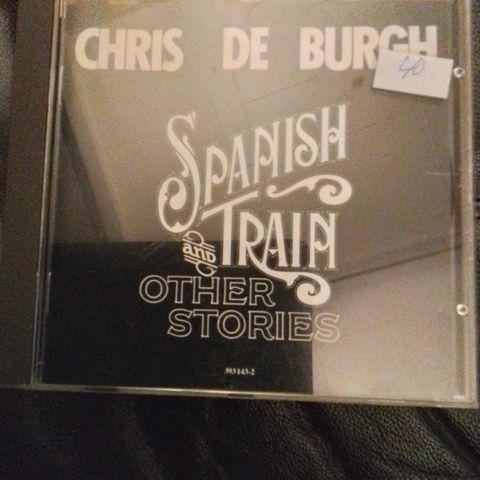 CHRIS DE BURGH
40
SPANISH
AND
TRAIN
OTHER
STORIES
393 143-2